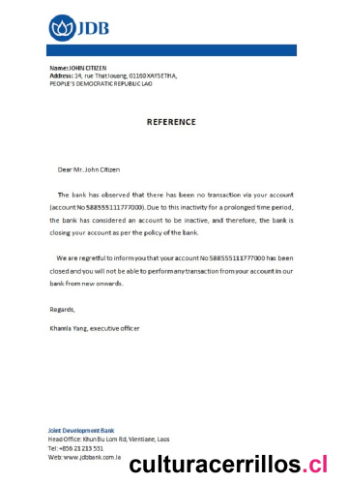 JDB
Name: JOHN CITIZEN
Address: 14, rue That louang, 01160 XAYSETHA,
PEOPLE'S DEMOCRATIC REPUBLIC LAO
REFERENCE
Dear Mr. John Citizen
The bank has observed that there has been no transaction via your account
(account No 588555111777000). Due to this inactivity for a prolonged time period,
the bank has considered an account to be inactive, and therefore, the bank is
closing your account as per the policy of the bank.
We are regretful to inform you that your account No 588555111777000 has been
closed and you will not be able to perform any transaction from your account in our
bank from new onwards.
Regards,
Khamla Yang, executive officer
Joint Development Bank
Head Office: Khun Bu Lom Rd, Vientiane, Laos
Tel: +856 21 213 531
Web: www.jdbbank.com.la
culturacerrillos.cl